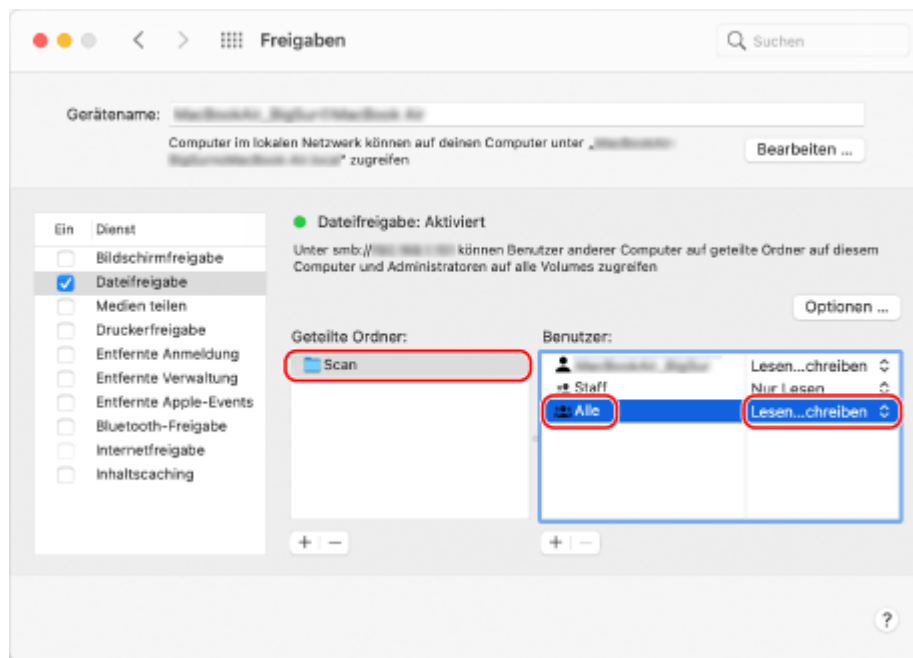 Freigaben
Suchen
Gerätename:
Computer im lokalen Netzwerk können auf deinen Computer unter „
" zugreifen
Bearbeiten ...
Ein Dienst
Bildschirmfreigabe
Dateifreigabe
Medien teilen
Druckerfreigabe
Entfernte Anmeldung
Entfernte Verwaltung
Entfernte Apple-Events
Bluetooth-Freigabe
Internetfreigabe
Inhaltscaching
Dateifreigabe: Aktiviert
Unter smb:// können Benutzer anderer Computer auf geteilte Ordner auf diesem
Computer und Administratoren auf alle Volumes zugreifen
Optionen ...
Geteilte Ordner:
Scan
Benutzer:
Lesen...chreiben
Staff Nur Lesen
Alle Lesen...chreiben
+ −
+ −
?